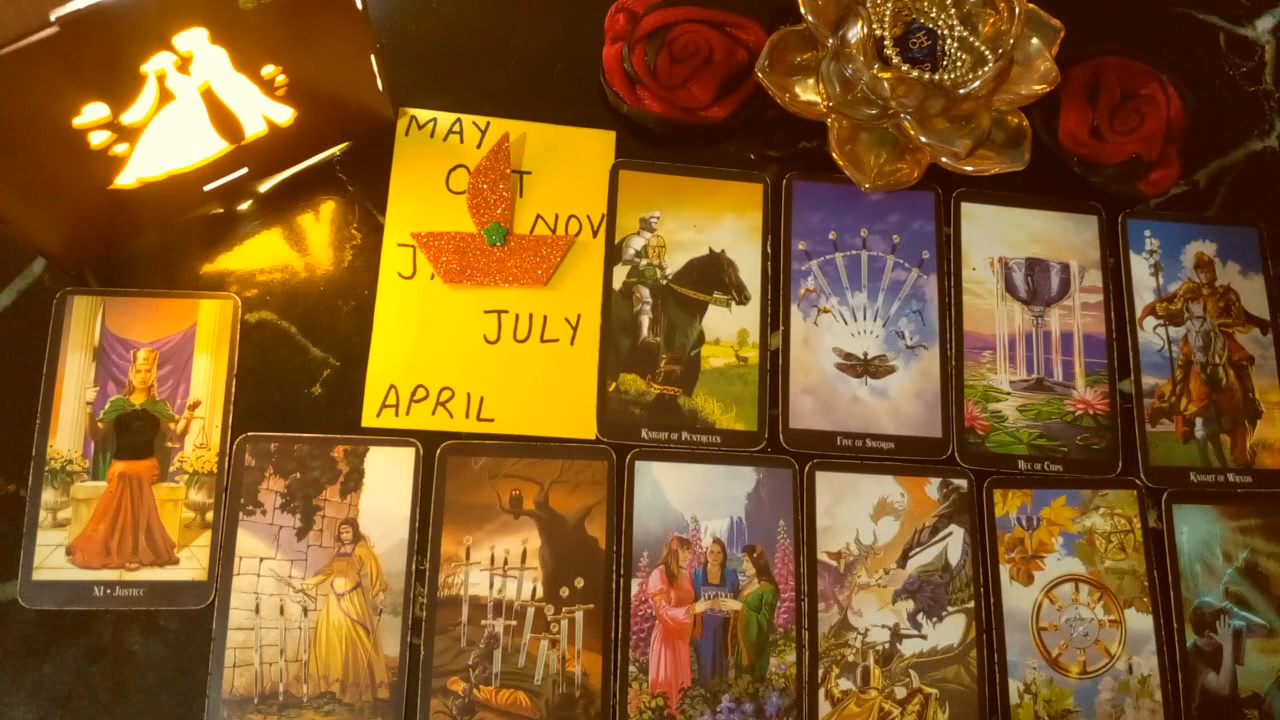 MAY
NOV
JULY
APRIL
KNIGHT OF PENTACLES
FIVE OF SWORDS
ACE OF CUPS
KNIGHT OF WANDS
XI • JUSTICE